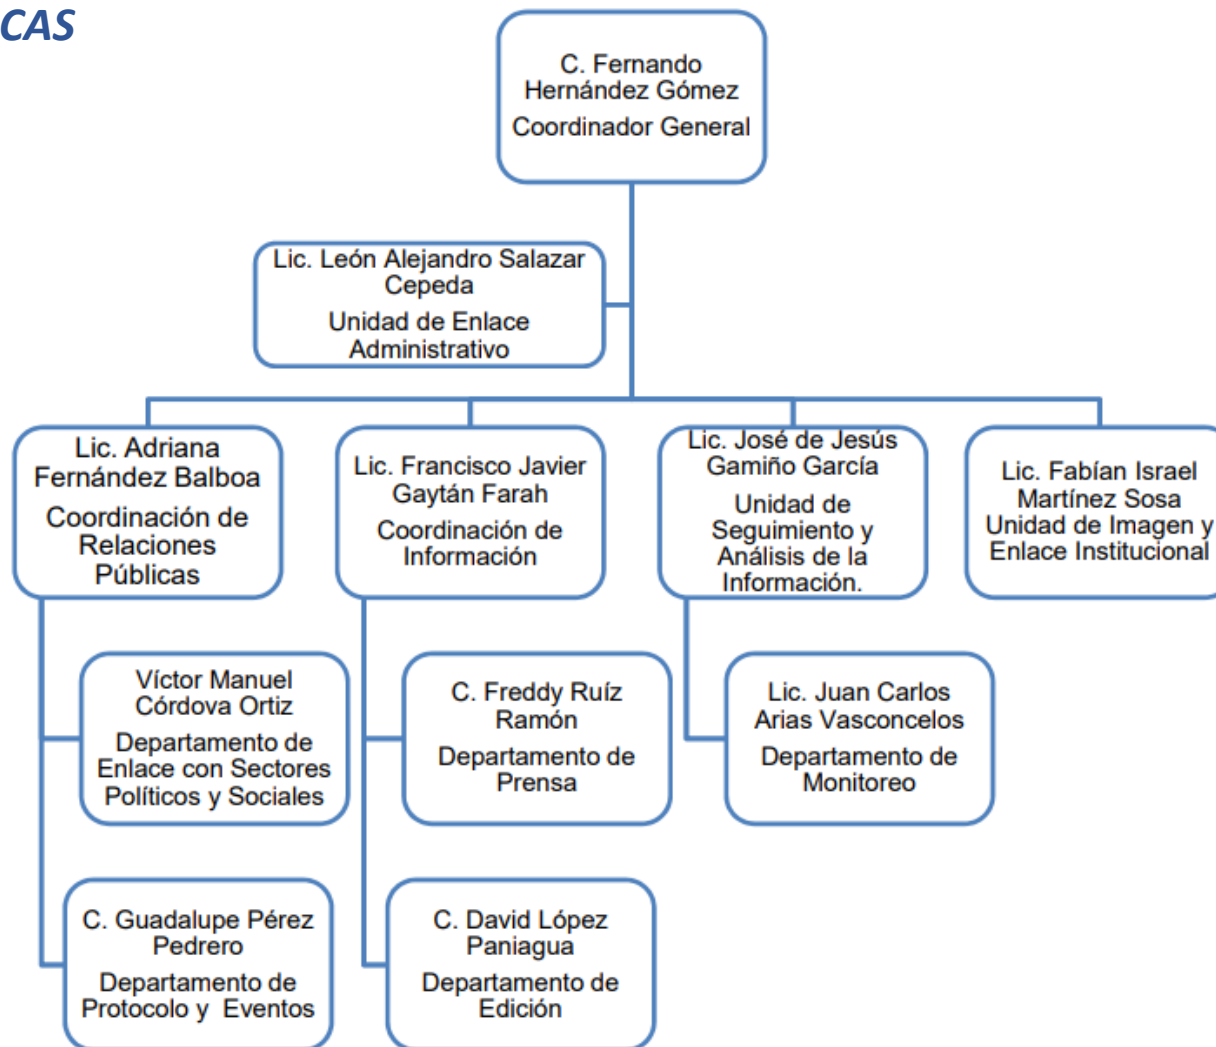 CAS
C. Fernando
Hernández Gómez
Coordinador General
Lic. León Alejandro Salazar
Cepeda
Unidad de Enlace
Administrativo
Lic. Adriana
Fernández Balboa
Coordinación de
Relaciones
Públicas
Lic. Francisco Javier
Gaytán Farah
Coordinación de
Información
Lic. José de Jesús
Gamiño García
Unidad de
Seguimiento y
Análisis de la
Información.
Lic. Fabían Israel
Martínez Sosa
Unidad de Imagen y
Enlace Institucional
Víctor Manuel
Córdova Ortiz
Departamento de
Enlace con Sectores
Políticos y Sociales
C. Freddy Ruíz
Ramón
Departamento de
Prensa
Lic. Juan Carlos
Arias Vasconcelos
Departamento de
Monitoreo
C. Guadalupe Pérez
Pedrero
Departamento de
Protocolo y  Eventos
C. David López
Paniagua
Departamento de
Edición